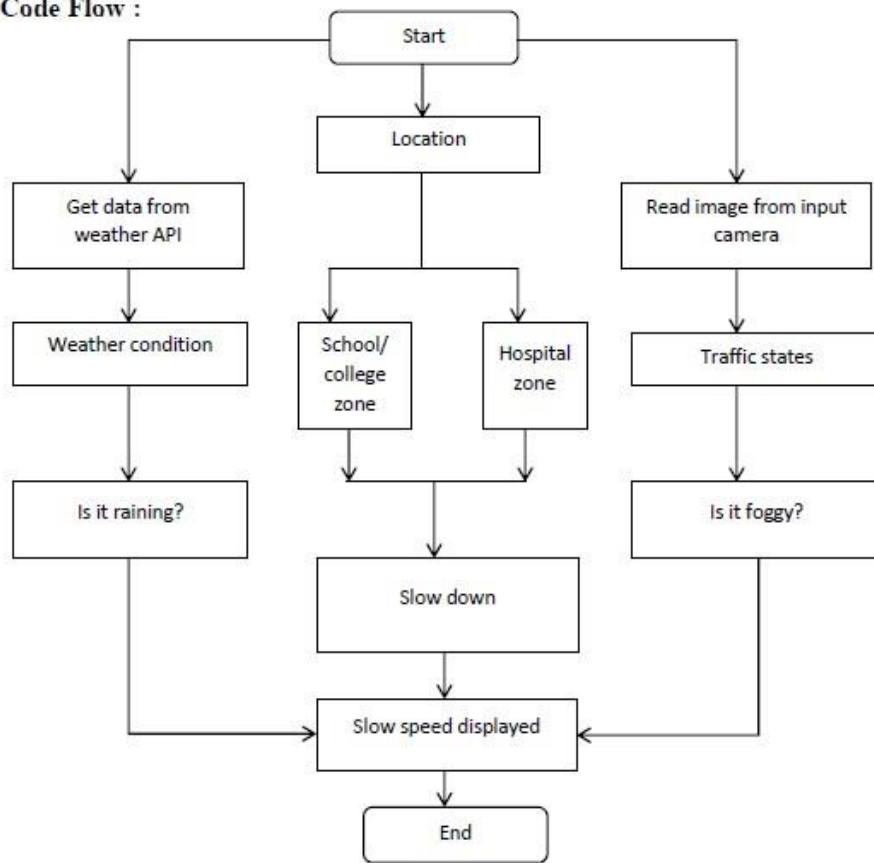 Code Flow :
Start
Location
Get data from
weather API
Read image from input
camera
Weather condition
School/
college
zone
Hospital
zone
Traffic states
Is it raining?
Is it foggy?
Slow down
Slow speed displayed
End